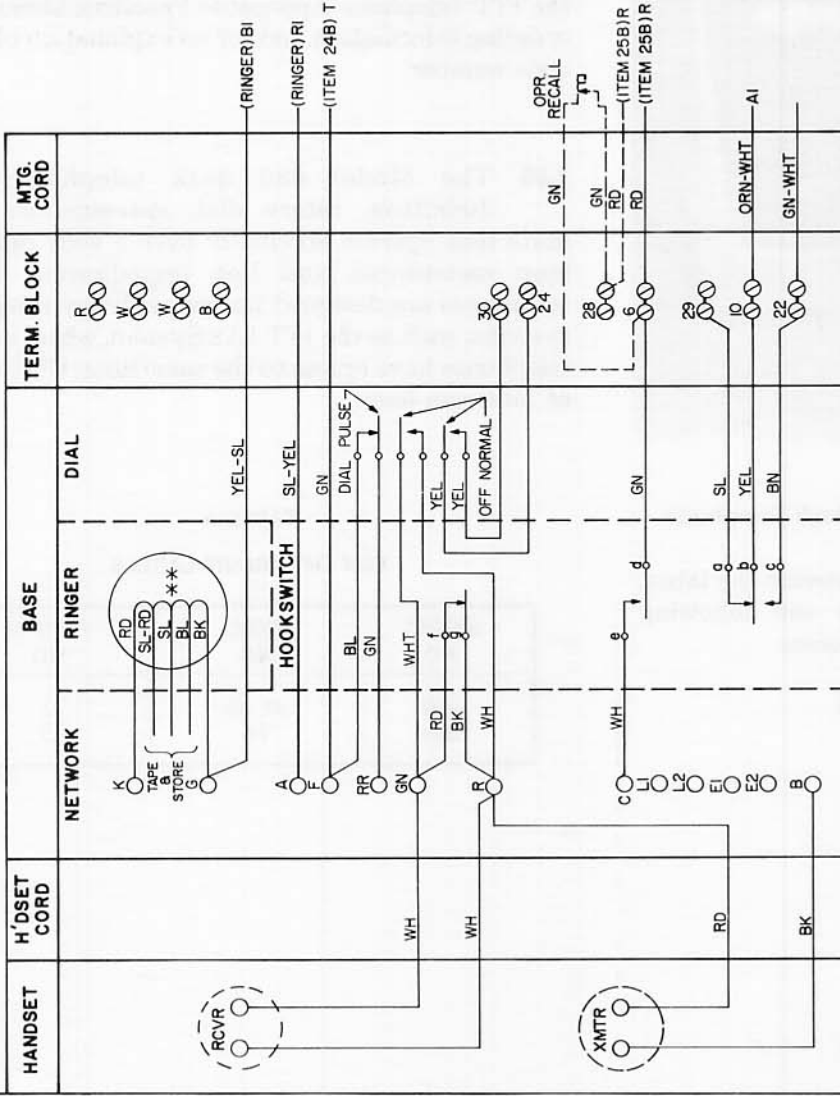 HANDSET
H'DSET
CORD
BASE
NETWORK
RINGER
DIAL
TERM. BLOCK
MTG.
CORD
RCVR
WH
WH
XMTR
RD
BK
K
TAPE
&
STORE
G
A
F
RR
GN
R
C
L1
L2
E1
E2
B
RD
SL-RD
SL
**
BL
BK
HOOKSWITCH
BL
GN
WHT
RD
f
BK
g
WH
WH
e
d
a
b
c
YEL-SL
SL-YEL
GN
DIAL PULSE
YEL
YEL
OFF NORMAL
GN
SL
YEL
BN
R
W
W
B
30
24
28
6
29
10
22
GN
GN
RD
RD
ORN-WHT
GN-WHT
(RINGER) BI
(RINGER) RI
(ITEM 24B) T
OPR
RECALL
(ITEM 25B) R
(ITEM 25B) R
AI